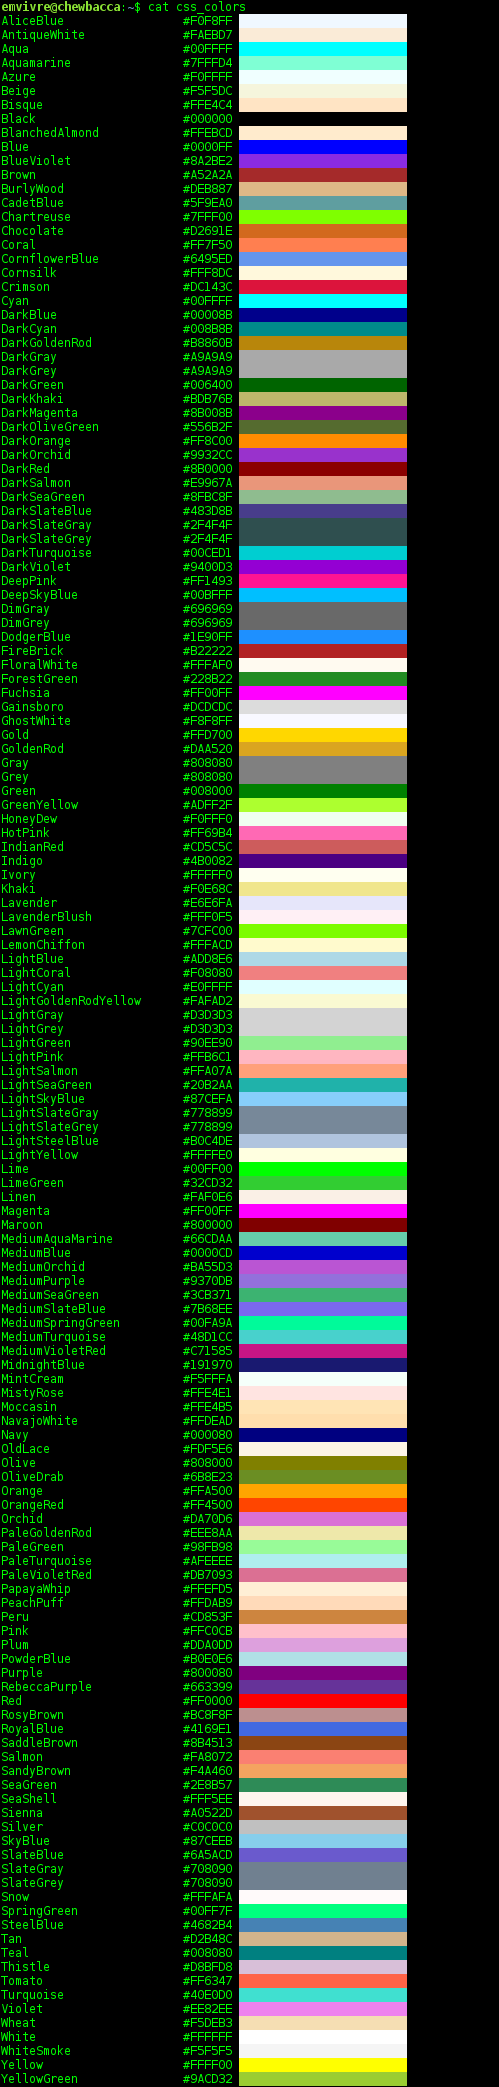 emvivre@chewbacca:~$ cat css_colors
AliceBlue #F0F8FF
AntiqueWhite #FAEBD7
Aqua #00FFFF
Aquamarine #7FFFD4
Azure #F0FFFF
Beige #F5F5DC
Bisque #FFE4C4
Black #000000
BlanchedAlmond #FFEBCD
Blue #0000FF
BlueViolet #8A2BE2
Brown #A52A2A
BurlyWood #DEB887
CadetBlue #5F9EA0
Chartreuse #7FFF00
Chocolate #D2691E
Coral #FF7F50
CornflowerBlue #6495ED
Cornsilk #FFF8DC
Crimson #DC143C
Cyan #00FFFF
DarkBlue #00008B
DarkCyan #008B8B
DarkGoldenRod #B8860B
DarkGray #A9A9A9
DarkGrey #A9A9A9
DarkGreen #006400
DarkKhaki #BDB76B
DarkMagenta #8B008B
DarkOliveGreen #556B2F
DarkOrange #FF8C00
DarkOrchid #9932CC
DarkRed #8B0000
DarkSalmon #E9967A
DarkSeaGreen #8FBC8F
DarkSlateBlue #483D8B
DarkSlateGray #2F4F4F
DarkSlateGrey #2F4F4F
DarkTurquoise #00CED1
DarkViolet #9400D3
DeepPink #FF1493
DeepSkyBlue #00BFFF
DimGray #696969
DimGrey #696969
DodgerBlue #1E90FF
FireBrick #B22222
FloralWhite #FFFAF0
ForestGreen #228B22
Fuchsia #FF00FF
Gainsboro #DCDCDC
GhostWhite #F8F8FF
Gold #FFD700
GoldenRod #DAA520
Gray #808080
Grey #808080
Green #008000
GreenYellow #ADFF2F
HoneyDew #F0FFF0
HotPink #FF69B4
IndianRed #CD5C5C
Indigo #4B0082
Ivory #FFFFF0
Khaki #F0E68C
Lavender #E6E6FA
LavenderBlush #FFF0F5
LawnGreen #7CFC00
LemonChiffon #FFFACD
LightBlue #ADD8E6
LightCoral #F08080
LightCyan #E0FFFF
LightGoldenRodYellow #FAFAD2
LightGray #D3D3D3
LightGrey #D3D3D3
LightGreen #90EE90
LightPink #FFB6C1
LightSalmon #FFA07A
LightSeaGreen #20B2AA
LightSkyBlue #87CEFA
LightSlateGray #778899
LightSlateGrey #778899
LightSteelBlue #B0C4DE
LightYellow #FFFFE0
Lime #00FF00
LimeGreen #32CD32
Linen #FAF0E6
Magenta #FF00FF
Maroon #800000
MediumAquaMarine #66CDAA
MediumBlue #0000CD
MediumOrchid #BA55D3
MediumPurple #9370DB
MediumSeaGreen #3CB371
MediumSlateBlue #7B68EE
MediumSpringGreen #00FA9A
MediumTurquoise #48D1CC
MediumVioletRed #C71585
MidnightBlue #191970
MintCream #F5FFFA
MistyRose #FFE4E1
Moccasin #FFE4B5
NavajoWhite #FFDEAD
Navy #000080
OldLace #FDF5E6
Olive #808000
OliveDrab #6B8E23
Orange #FFA500
OrangeRed #FF4500
Orchid #DA70D6
PaleGoldenRod #EEE8AA
PaleGreen #98FB98
PaleTurquoise #AFEEEE
PaleVioletRed #DB7093
PapayaWhip #FFEFD5
PeachPuff #FFDAB9
Peru #CD853F
Pink #FFC0CB
Plum #DDA0DD
PowderBlue #B0E0E6
Purple #800080
RebeccaPurple #663399
Red #FF0000
RosyBrown #BC8F8F
RoyalBlue #4169E1
SaddleBrown #8B4513
Salmon #FA8072
SandyBrown #F4A460
SeaGreen #2E8B57
SeaShell #FFF5EE
Sienna #A0522D
Silver #C0C0C0
SkyBlue #87CEEB
SlateBlue #6A5ACD
SlateGray #708090
SlateGrey #708090
Snow #FFFAFA
SpringGreen #00FF7F
SteelBlue #4682B4
Tan #D2B48C
Teal #008080
Thistle #D8BFD8
Tomato #FF6347
Turquoise #40E0D0
Violet #EE82EE
Wheat #F5DEB3
White #FFFFFF
WhiteSmoke #F5F5F5
Yellow #FFFF00
YellowGreen #9ACD32